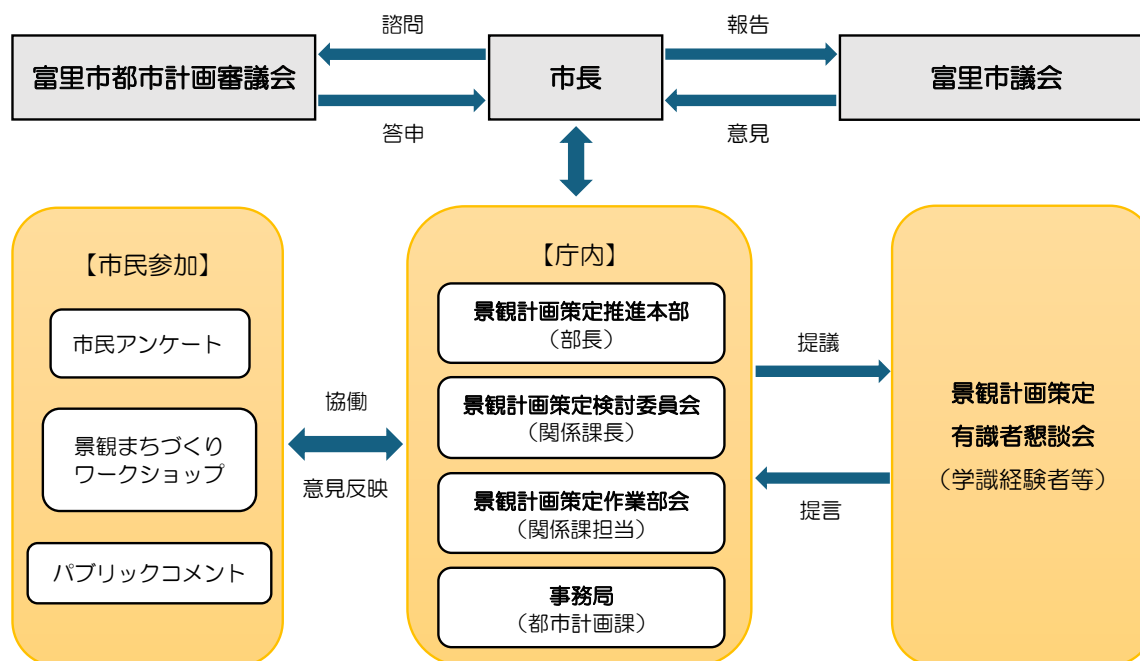 諮問
報告
富里市都市計画審議会
市長
富里市議会
答申
意見
【市民参加】
市民アンケート
景観まちづくり
ワークショップ
パブリックコメント
協働
意見反映
【庁内】
景観計画策定推進本部
（部長）
景観計画策定検討委員会
（関係課長）
景観計画策定作業部会
（関係課担当）
事務局
（都市計画課）
提議
提言
景観計画策定
有識者懇談会
（学識経験者等）